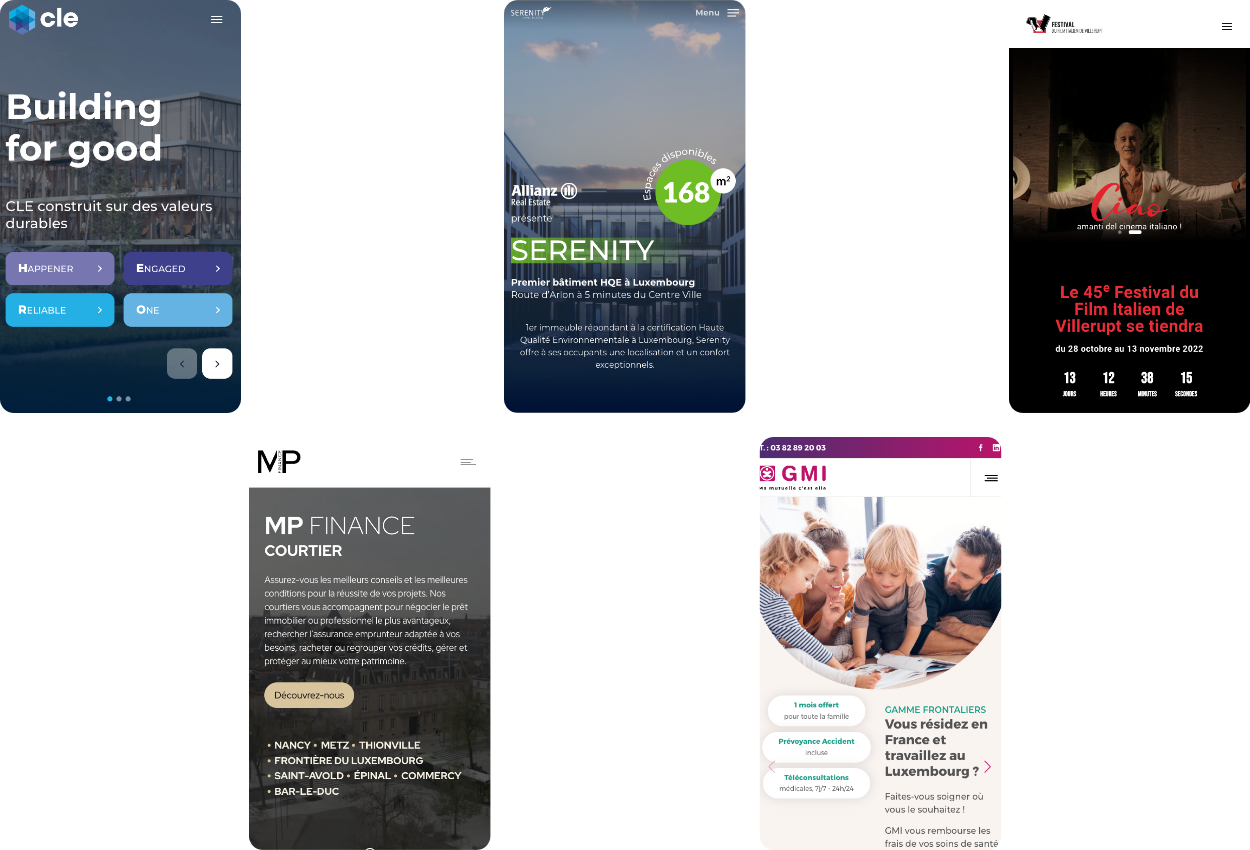 cle
Building
for good
CLE construit sur des valeurs
durables
HAPPENER
ENGAGED
RELIABLE
ONE
SERENITY
Menu
Espaces disponibles
168
m²
Allianz
Real Estate
présente
SERENITY
Premier bâtiment HQE à Luxembourg
Route d'Arlon à 5 minutes du Centre Ville
1er immeuble répondant à la certification Haute
Qualité Environnementale à Luxembourg, Serenity
offre à ses occupants une localisation et un confort
exceptionnels.
FESTIVAL
DU FILM ITALIEN DE VILLERUPT
Ciao
amanti del cinema italiano !
Le 45e Festival du
Film Italien de
Villerupt se tiendra
du 28 octobre au 13 novembre 2022
13 12 38 15
JOURS HEURES MINUTES SECONDES
MP
MP FINANCE
COURTIER
Assurez-vous les meilleurs conseils et les meilleures
conditions pour la réussite de vos projets. Nos
courtiers vous accompagnent pour négocier le prêt
immobilier ou professionnel le plus avantageux,
rechercher l'assurance emprunteur adaptée à vos
besoins, racheter ou regrouper vos crédits, gérer et
protéger au mieux votre patrimoine.
Découvrez-nous
• NANCY • METZ • THIONVILLE
• FRONTIÈRE DU LUXEMBOURG
• SAINT-AVOLD • ÉPINAL • COMMERCY
• BAR-LE-DUC
T. : 03 82 89 20 03
GMI
Ma mutuelle c'est elle
1 mois offert
pour toute la famille
Prévoyance Accident
incluse
Téléconsultations
médicales, 7j/7 - 24h/24
GAMME FRONTALIERS
Vous résidez en
France et
travaillez au
Luxembourg ?
Faites-vous soigner où
vous le souhaitez !
GMI vous rembourse les
frais de vos soins de santé